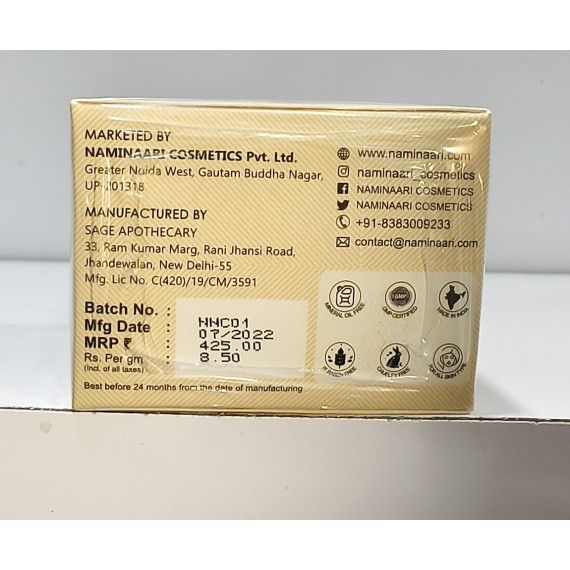 MARKETED BY
NAMINAARI COSMETICS Pvt. Ltd.
Greater Noida West, Gautam Buddha Nagar,
UP-201318
MANUFACTURED BY
SAGE APOTHECARY
33, Ram Kumar Marg, Rani Jhansi Road,
Jhandewalan, New Delhi-55
Mfg. Lic No. C(420)/19/CM/3591
Batch No. : NNC01
Mfg Date : 07/2022
MRP ₹ : 425.00
Rs. Per gm : 8.50
(Incl. of all taxes)
Best before 24 months from the date of manufacturing
www.naminaari.com
naminaari_cosmetics
NAMINAARI COSMETICS
NAMINAARI COSMETICS
+91-8383009233
contact@naminaari.com
MINERAL OIL FREE
GMP
GMP CERTIFIED
MADE IN INDIA
FREE
CRUELTY FREE
FOR ALL SKIN TYPE